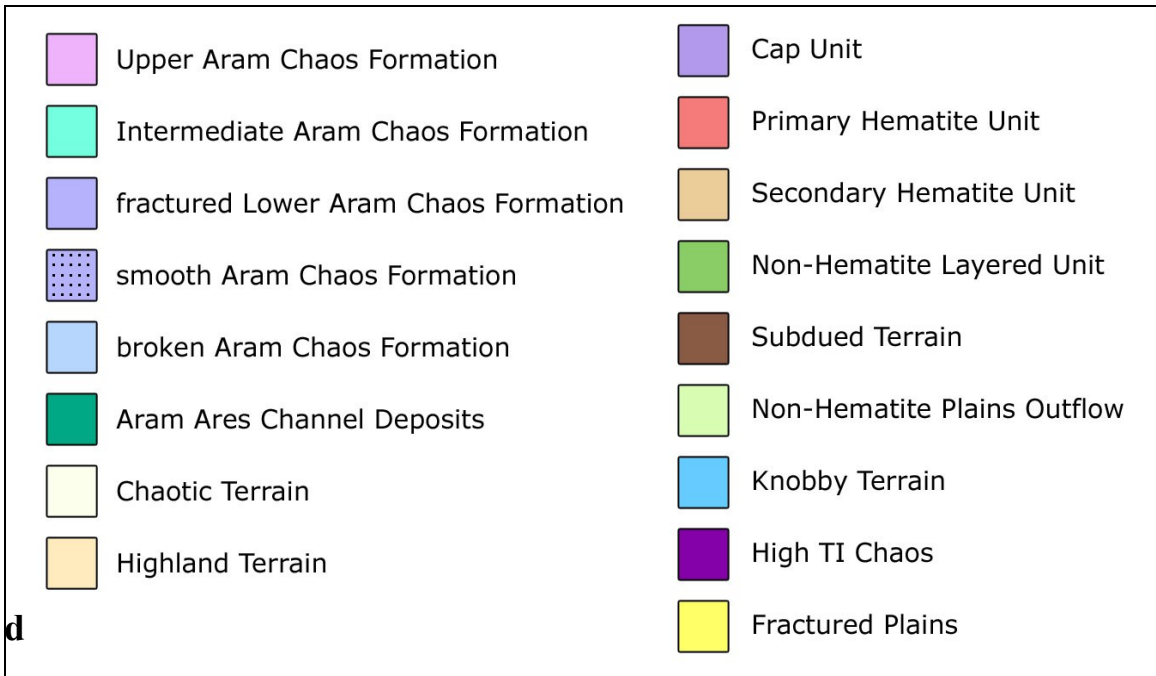 Upper Aram Chaos Formation
Intermediate Aram Chaos Formation
fractured Lower Aram Chaos Formation
smooth Aram Chaos Formation
broken Aram Chaos Formation
Aram Ares Channel Deposits
Chaotic Terrain
Highland Terrain
d
Cap Unit
Primary Hematite Unit
Secondary Hematite Unit
Non-Hematite Layered Unit
Subdued Terrain
Non-Hematite Plains Outflow
Knobby Terrain
High TI Chaos
Fractured Plains